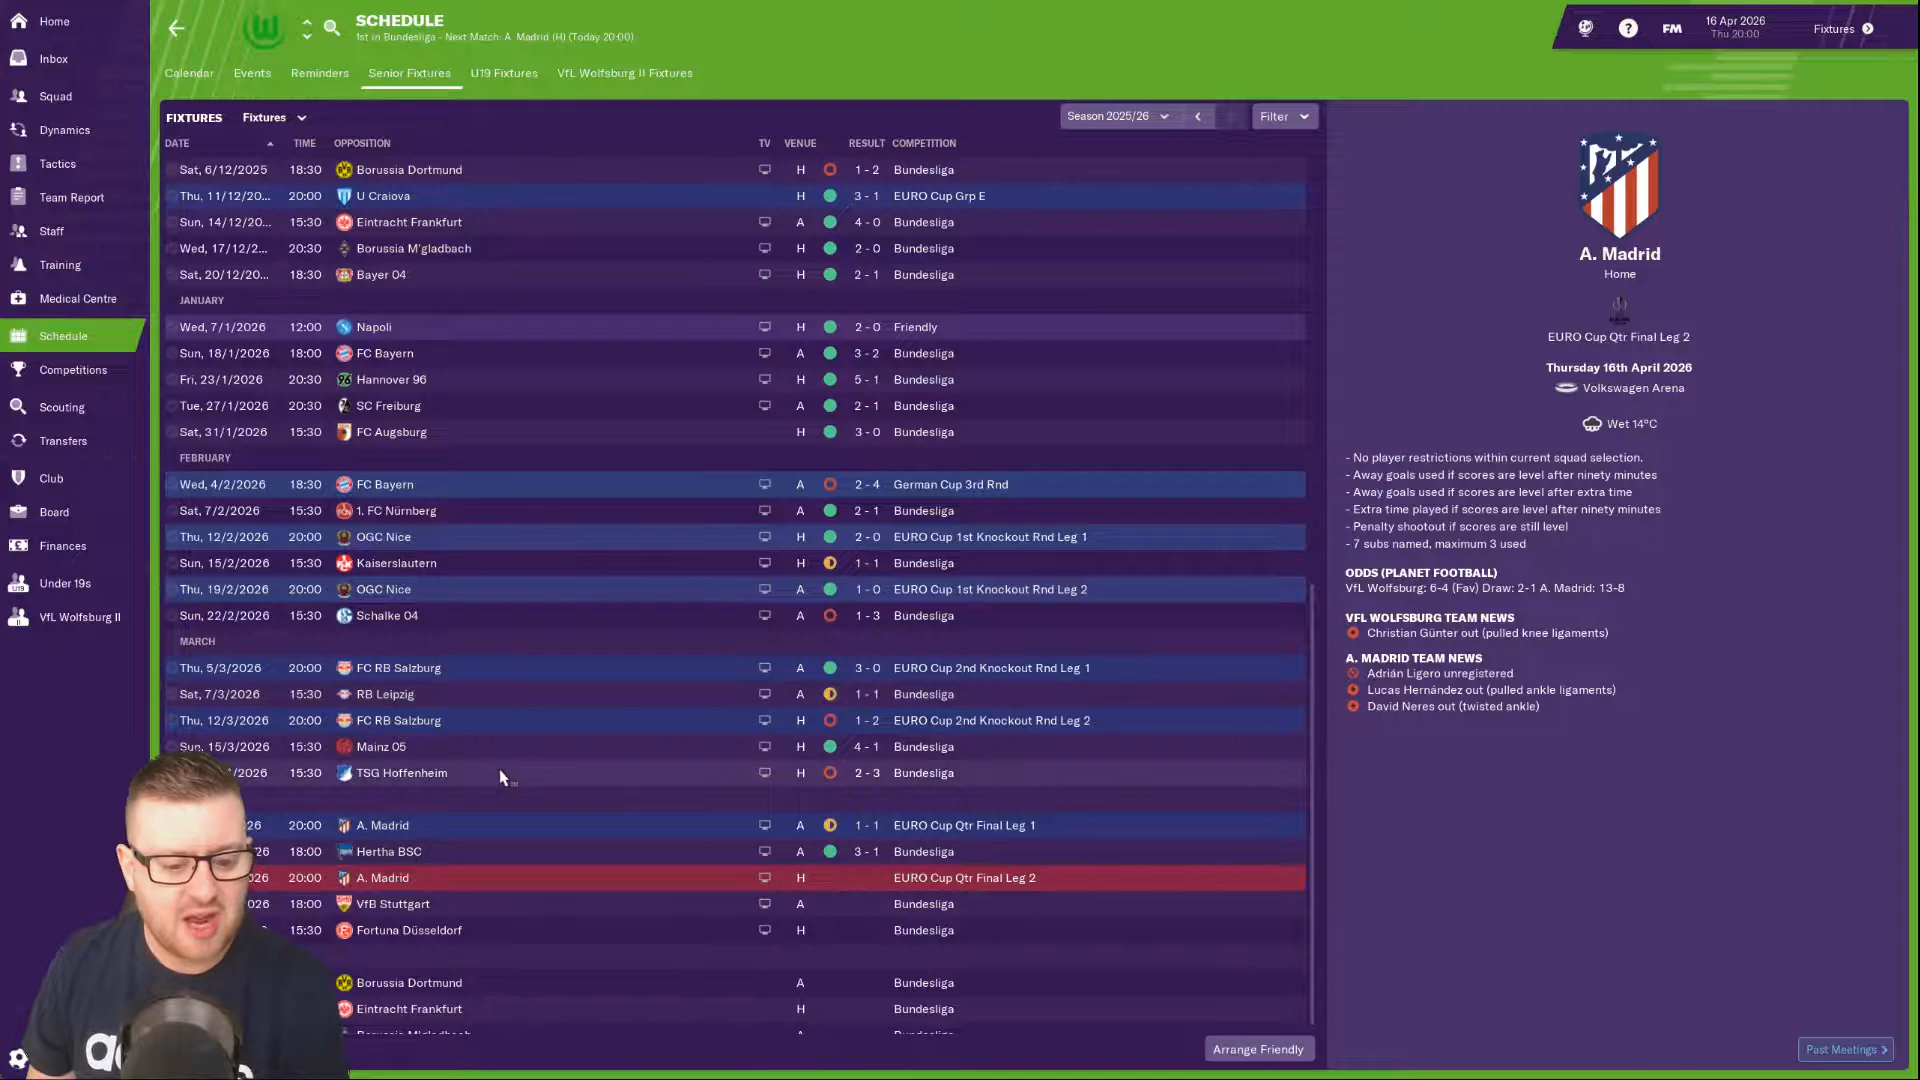 SCHEDULE
1st in Bundesliga - Next Match: A. Madrid (H) (Today 20:00)
FM
16 Apr 2026
Thu 20:00
Fixtures
Home
Inbox
Squad
Dynamics
Tactics
Team Report
Staff
Training
Medical Centre
Schedule
Competitions
Scouting
Transfers
Club
Board
Finances
Under 19s
VfL Wolfsburg II
Calendar Events Reminders Senior Fixtures U19 Fixtures VfL Wolfsburg II Fixtures
FIXTURES Fixtures Season 2025/26 Filter
DATE TIME OPPOSITION TV VENUE RESULT COMPETITION
Sat, 6/12/2025 18:30 Borussia Dortmund H 1 - 2 Bundesliga
Thu, 11/12/20... 20:00 U Craiova H 3 - 1 EURO Cup Grp E
Sun, 14/12/20... 15:30 Eintracht Frankfurt A 4 - 0 Bundesliga
Wed, 17/12/2... 20:30 Borussia M'gladbach H 2 - 0 Bundesliga
Sat, 20/12/20... 18:30 Bayer 04 H 2 - 1 Bundesliga
JANUARY
Wed, 7/1/2026 12:00 Napoli H 2 - 0 Friendly
Sun, 18/1/2026 18:00 FC Bayern A 3 - 2 Bundesliga
Fri, 23/1/2026 20:30 Hannover 96 H 5 - 1 Bundesliga
Tue, 27/1/2026 20:30 SC Freiburg A 2 - 1 Bundesliga
Sat, 31/1/2026 15:30 FC Augsburg H 3 - 0 Bundesliga
FEBRUARY
Wed, 4/2/2026 18:30 FC Bayern A 2 - 4 German Cup 3rd Rnd
Sat, 7/2/2026 15:30 1. FC Nürnberg A 2 - 1 Bundesliga
Thu, 12/2/2026 20:00 OGC Nice H 2 - 0 EURO Cup 1st Knockout Rnd Leg 1
Sun, 15/2/2026 15:30 Kaiserslautern H 1 - 1 Bundesliga
Thu, 19/2/2026 20:00 OGC Nice A 1 - 0 EURO Cup 1st Knockout Rnd Leg 2
Sun, 22/2/2026 15:30 Schalke 04 A 1 - 3 Bundesliga
MARCH
Thu, 5/3/2026 20:00 FC RB Salzburg A 3 - 0 EURO Cup 2nd Knockout Rnd Leg 1
Sat, 7/3/2026 15:30 RB Leipzig A 1 - 1 Bundesliga
Thu, 12/3/2026 20:00 FC RB Salzburg H 1 - 2 EURO Cup 2nd Knockout Rnd Leg 2
Sun, 15/3/2026 15:30 Mainz 05 H 4 - 1 Bundesliga
/2026 15:30 TSG Hoffenheim H 2 - 3 Bundesliga
26 20:00 A. Madrid A 1 - 1 EURO Cup Qtr Final Leg 1
26 18:00 Hertha BSC A 3 - 1 Bundesliga
026 20:00 A. Madrid H EURO Cup Qtr Final Leg 2
026 18:00 VfB Stuttgart A Bundesliga
15:30 Fortuna Düsseldorf H Bundesliga
Borussia Dortmund A Bundesliga
Eintracht Frankfurt H Bundesliga
Borussia M'gladbach A Bundesliga
Arrange Friendly
A. Madrid
Home
EURO Cup Qtr Final Leg 2
Thursday 16th April 2026
Volkswagen Arena
Wet 14°C
- No player restrictions within current squad selection.
- Away goals used if scores are level after ninety minutes
- Away goals used if scores are level after extra time
- Extra time played if scores are level after ninety minutes
- Penalty shootout if scores are still level
- 7 subs named, maximum 3 used
ODDS (PLANET FOOTBALL)
VfL Wolfsburg: 6-4 (Fav) Draw: 2-1 A. Madrid: 13-8
VFL WOLFSBURG TEAM NEWS
Christian Günter out (pulled knee ligaments)
A. MADRID TEAM NEWS
Adrián Ligero unregistered
Lucas Hernández out (pulled ankle ligaments)
David Neres out (twisted ankle)
Past Meetings